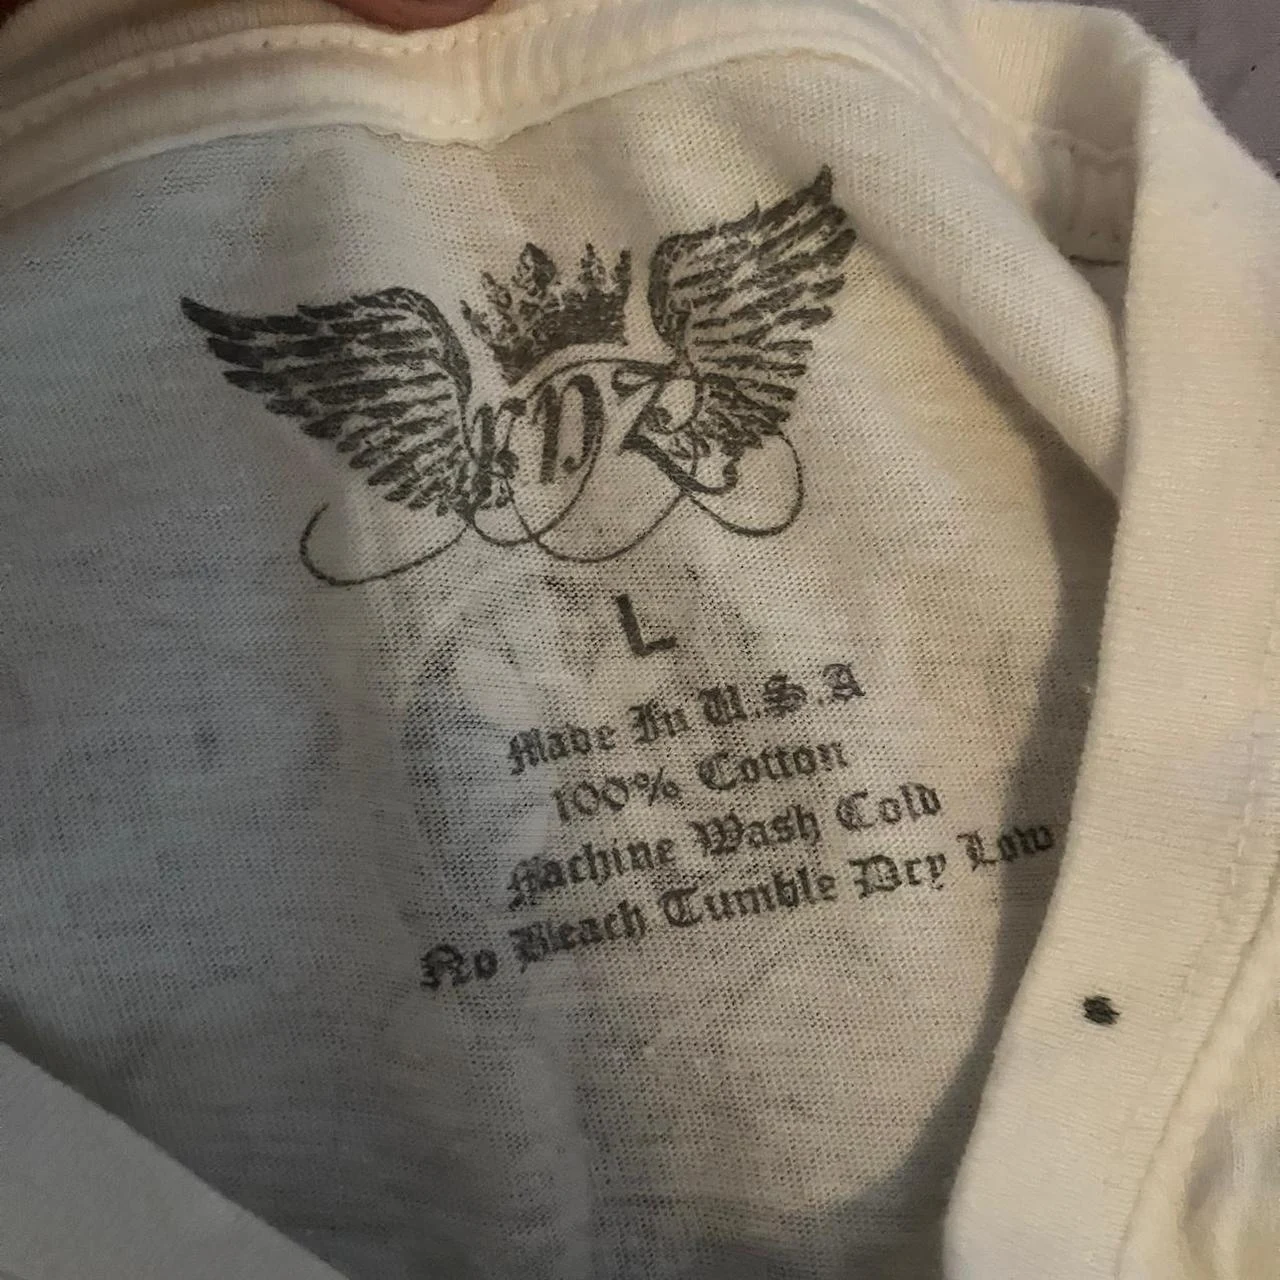 L
Made In U.S.A
100% Cotton
Machine Wash Cold
No Bleach Tumble Dry Low